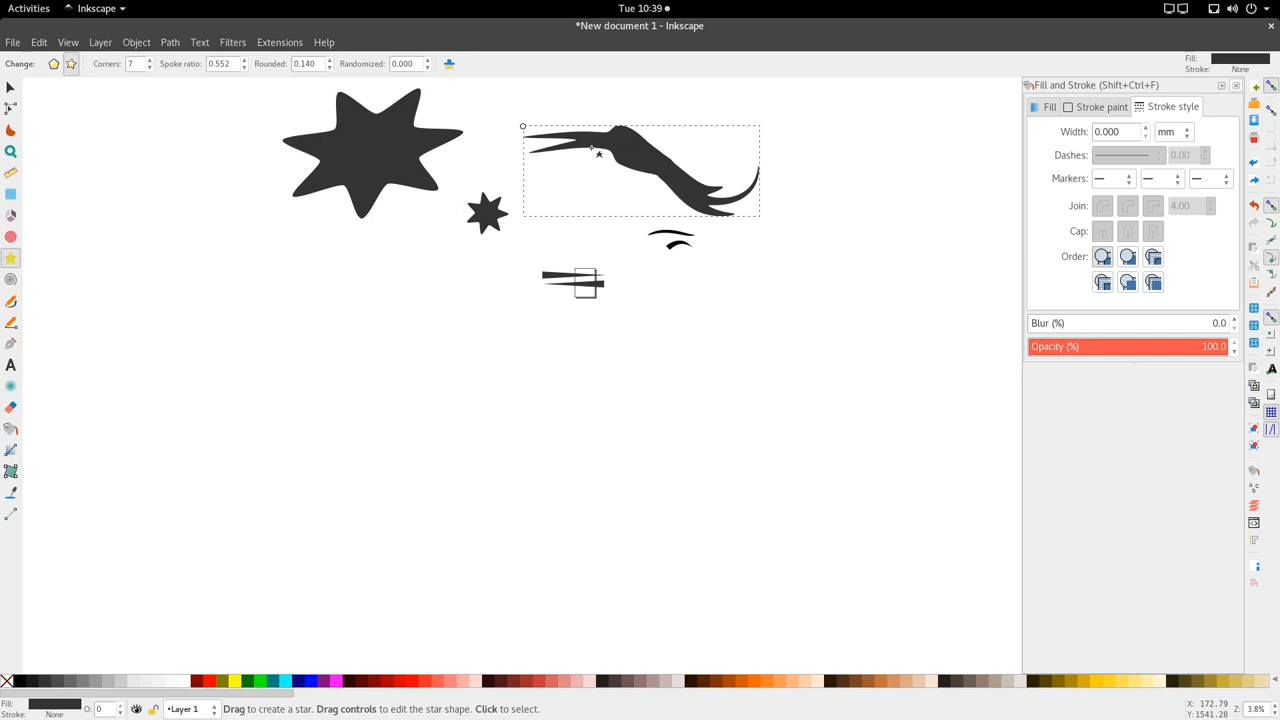 Activities Inkscape Tue 10:39
*New document 1 - Inkscape
File Edit View Layer Object Path Text Filters Extensions Help
Change: Corners: 7 Spoke ratio: 0.552 Rounded: 0.140 Randomized: 0.000 Fill: Stroke: None
Fill and Stroke (Shift+Ctrl+F)
Fill Stroke paint Stroke style
Width: 0.000 mm
Dashes: 0.00
Markers:
Join: 4.00
Cap:
Order:
Blur (%) 0.0
Opacity (%) 100.0
Fill: Stroke: None O: 0 •Layer 1 Drag to create a star. Drag controls to edit the star shape. Click to select. X: 172.79 Y: 1541.28 Z: 3.8%